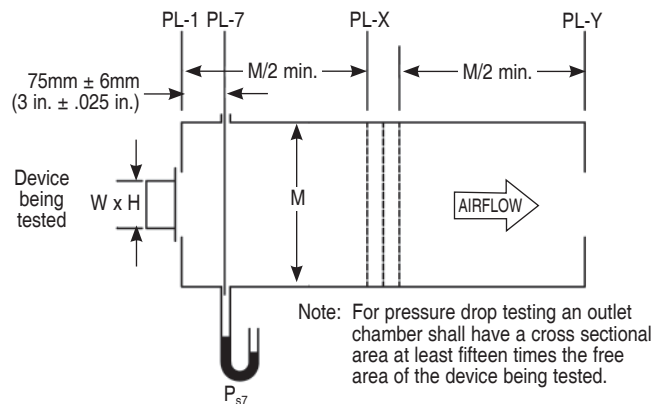 PL-1 PL-7 PL-X PL-Y
M/2 min. M/2 min.
75mm ± 6mm
(3 in. ± .025 in.)
Device
being
tested
W x H
M
AIRFLOW
Note: For pressure drop testing an outlet
chamber shall have a cross sectional
area at least fifteen times the free
area of the device being tested.
Ps7